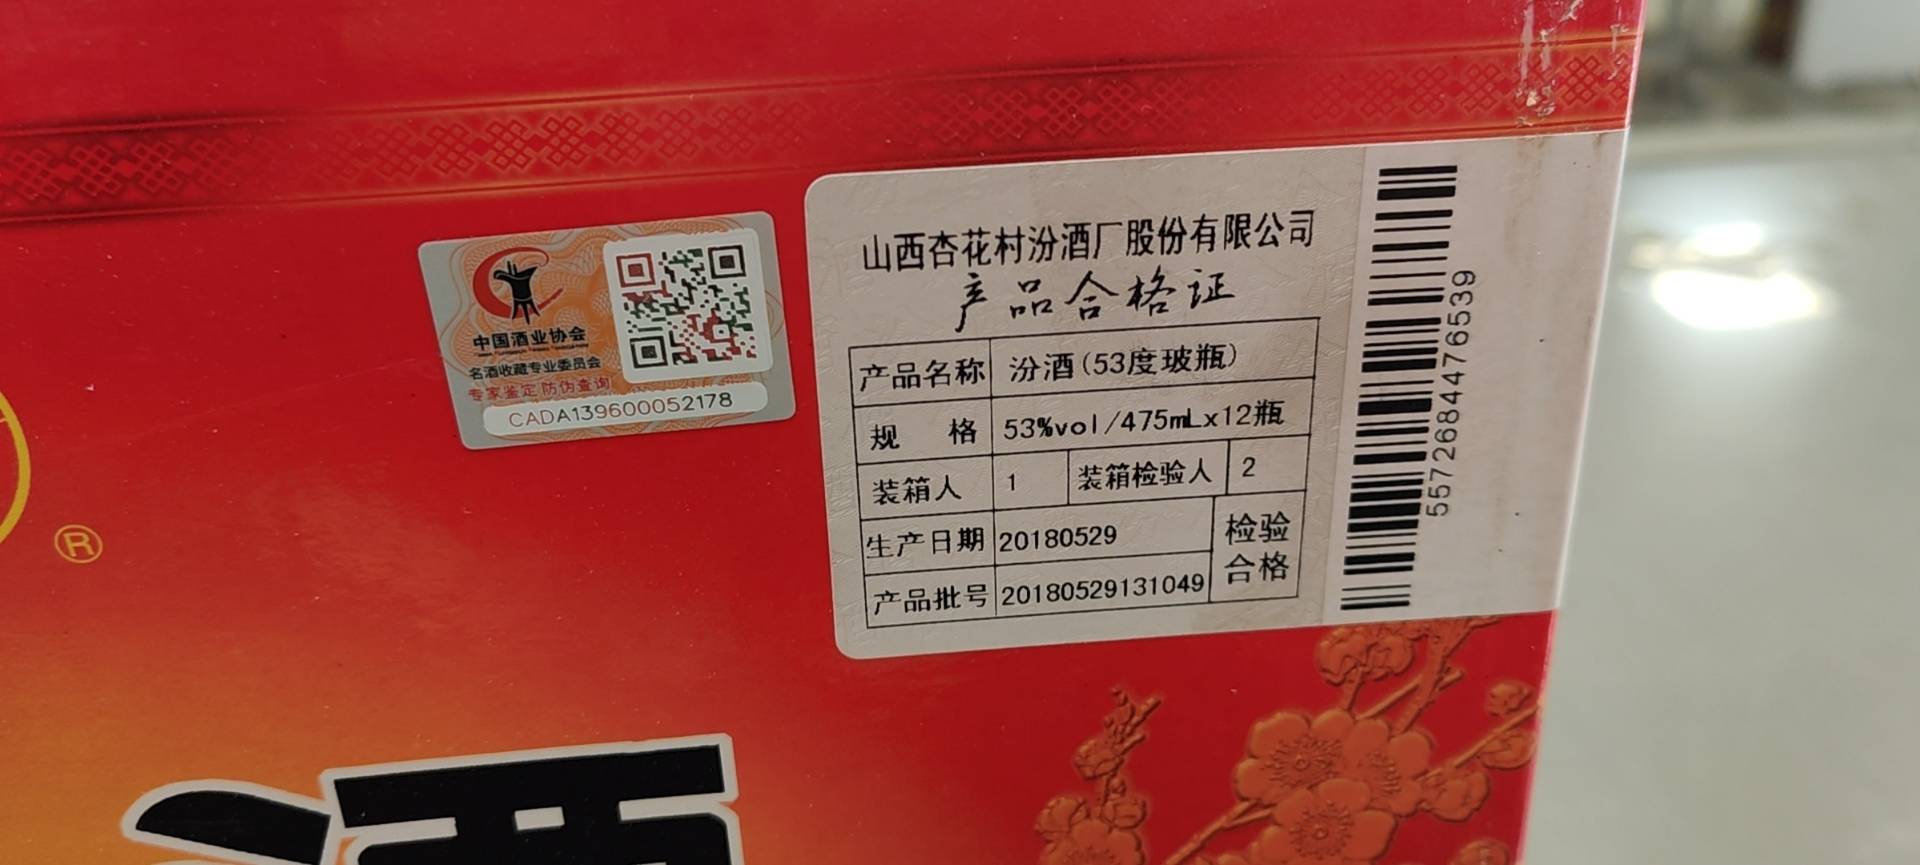 中国酒业协会
名酒收藏专业委员会
专家鉴定 防伪查询
CADA139600052178
山西杏花村汾酒厂股份有限公司
产品合格证
产品名称 汾酒(53度玻瓶)
规 格 53%vol/475mLx12瓶
装箱人 1 装箱检验人 2
生产日期 20180529 检验
产品批号 20180529131049 合格
5572684476539
®
酒